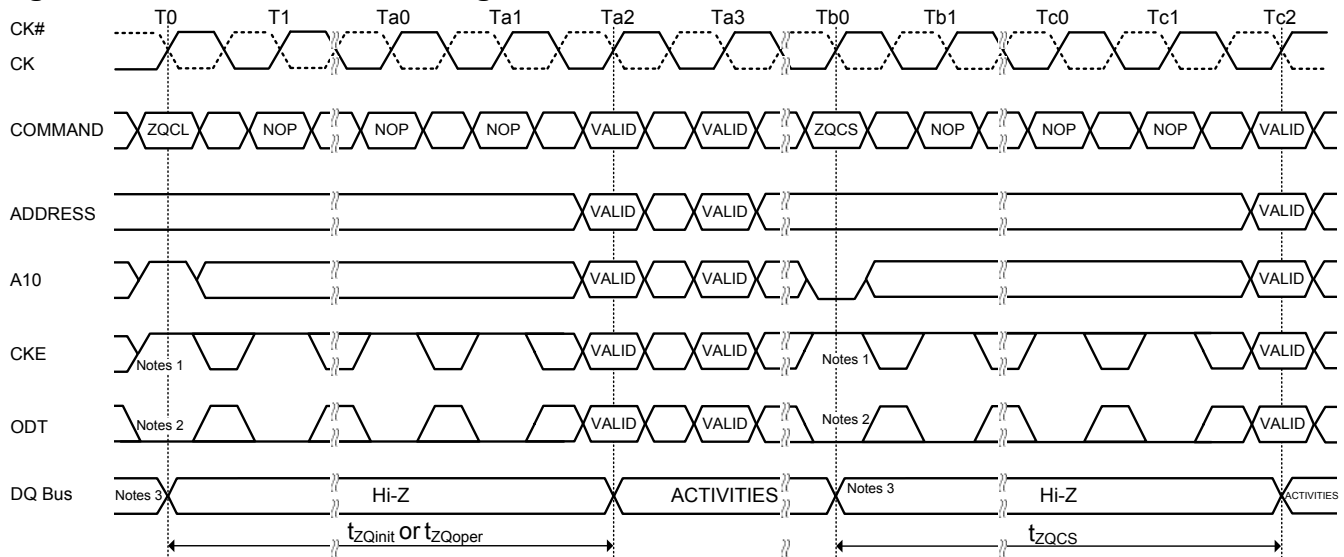 T0 T1 Ta0 Ta1 Ta2 Ta3 Tb0 Tb1 Tc0 Tc1 Tc2
CK#
CK
COMMAND ZQCL NOP NOP NOP VALID VALID ZQCS NOP NOP NOP VALID
ADDRESS VALID VALID VALID
A10 VALID VALID VALID
CKE Notes 1 VALID VALID Notes 1 VALID
ODT Notes 2 VALID VALID Notes 2 VALID
DQ Bus Notes 3 Hi-Z ACTIVITIES Notes 3 Hi-Z ACTIVITIES
tZQinit or tZQoper tZQCS